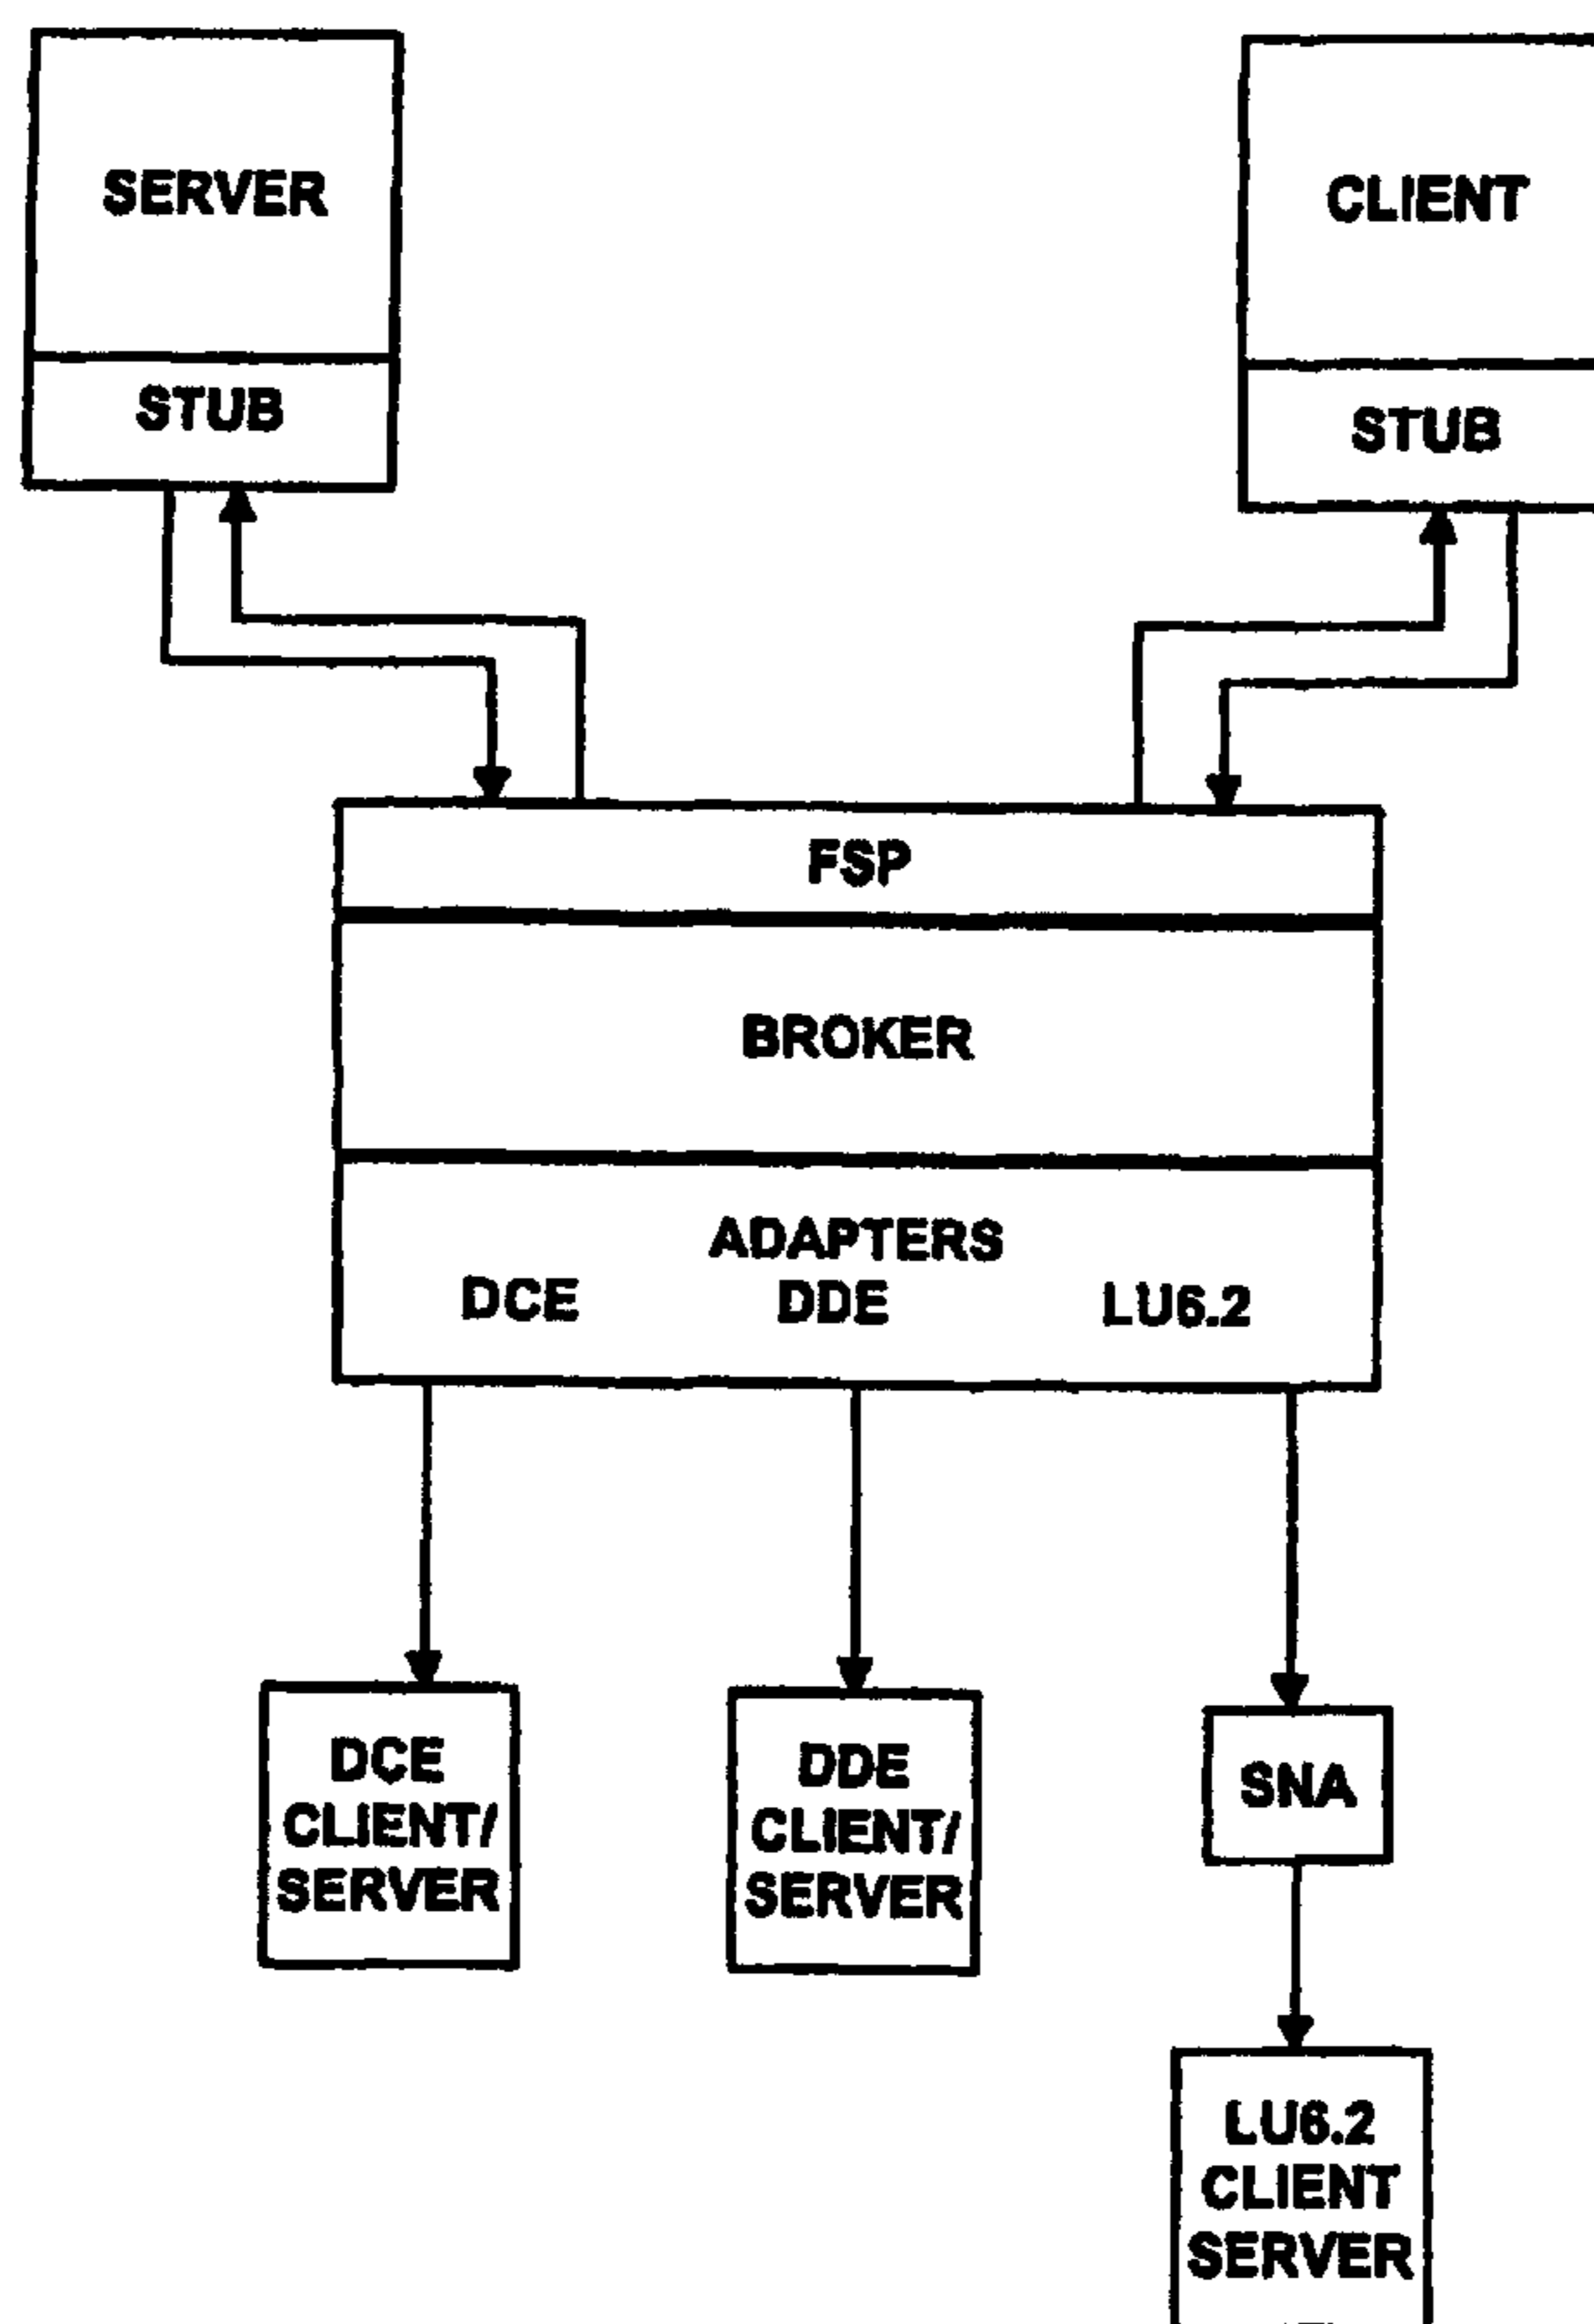 SERVER
CLIENT
STUB
STUB
FSP
BROKER
ADAPTERS
DCE DDE LU6.2
DCE
CLIENT/
SERVER
DDE
CLIENT/
SERVER
SNA
LU6.2
CLIENT
SERVER